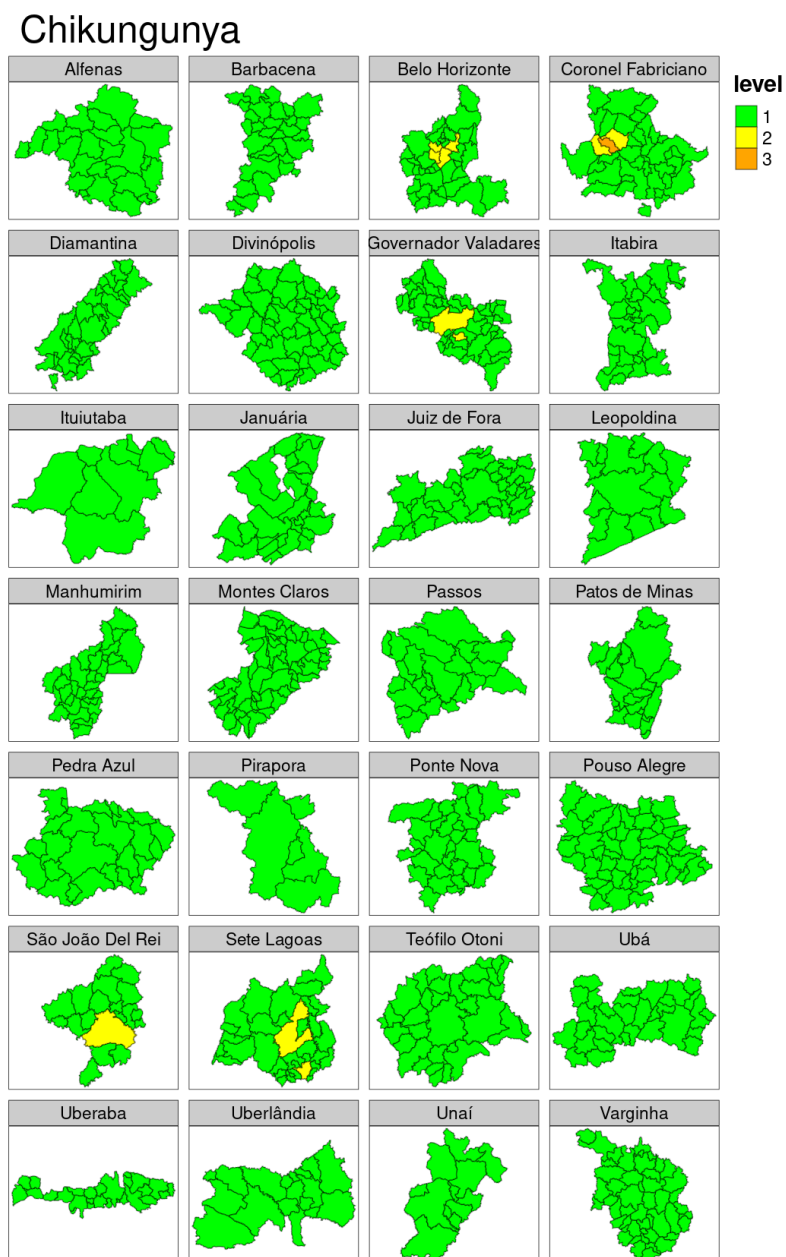 Chikungunya
Alfenas
Barbacena
Belo Horizonte
Coronel Fabriciano
level
1
2
3
Diamantina
Divinópolis
Governador Valadares
Itabira
Ituiutaba
Januária
Juiz de Fora
Leopoldina
Manhumirim
Montes Claros
Passos
Patos de Minas
Pedra Azul
Pirapora
Ponte Nova
Pouso Alegre
São João Del Rei
Sete Lagoas
Teófilo Otoni
Ubá
Uberaba
Uberlândia
Unaí
Varginha